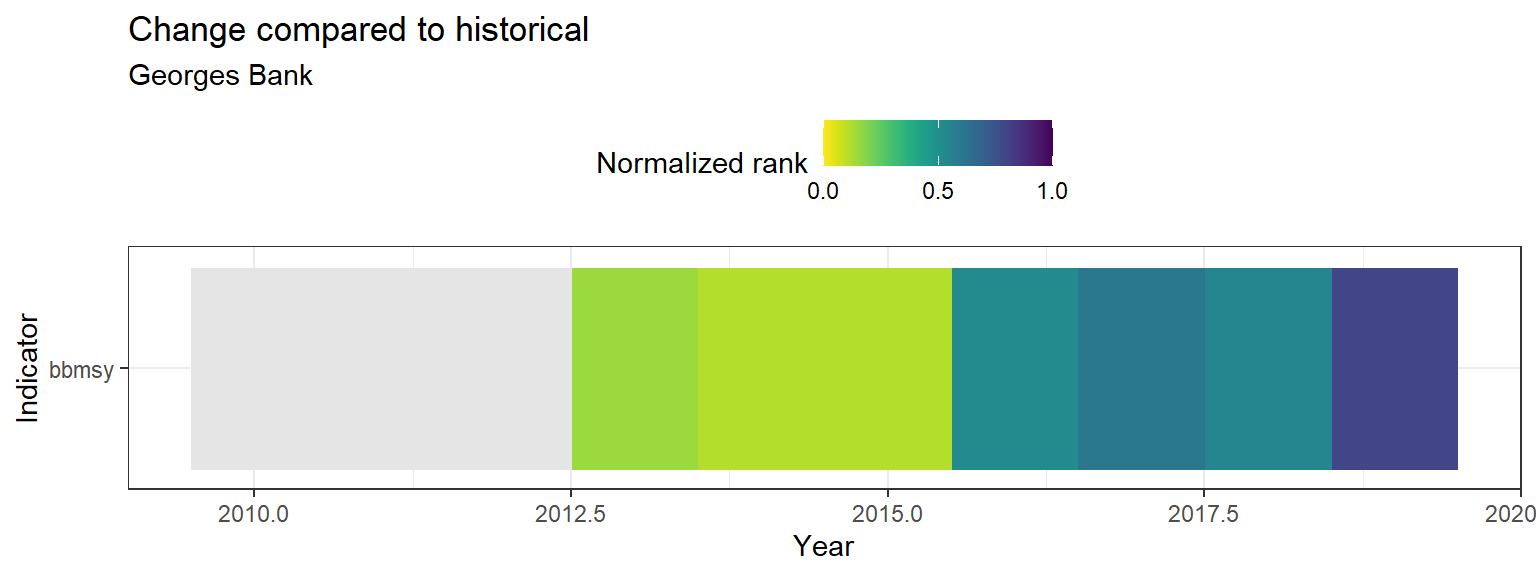 Change compared to historical
Georges Bank
Normalized rank
0.0 0.5 1.0
Indicator
bbmsy
2010.0 2012.5 2015.0 2017.5 2020
Year